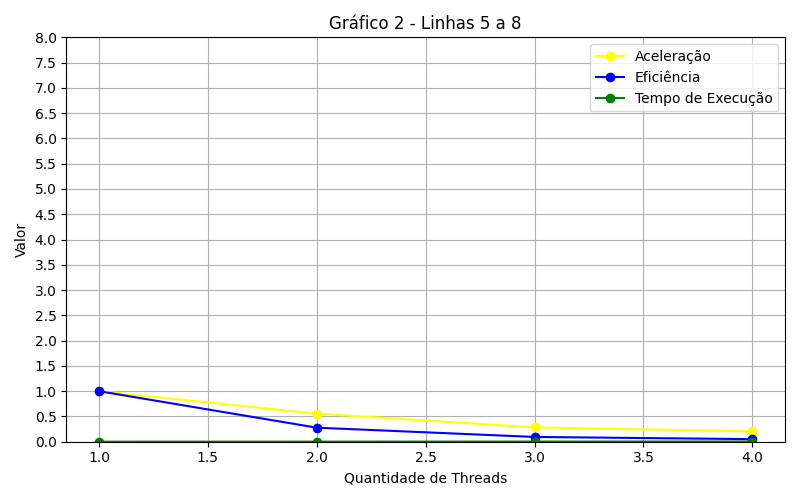 Gráfico 2 - Linhas 5 a 8
Aceleração
Eficiência
Tempo de Execução
Valor
8.0
7.5
7.0
6.5
6.0
5.5
5.0
4.5
4.0
3.5
3.0
2.5
2.0
1.5
1.0
0.5
0.0
1.0 1.5 2.0 2.5 3.0 3.5 4.0
Quantidade de Threads